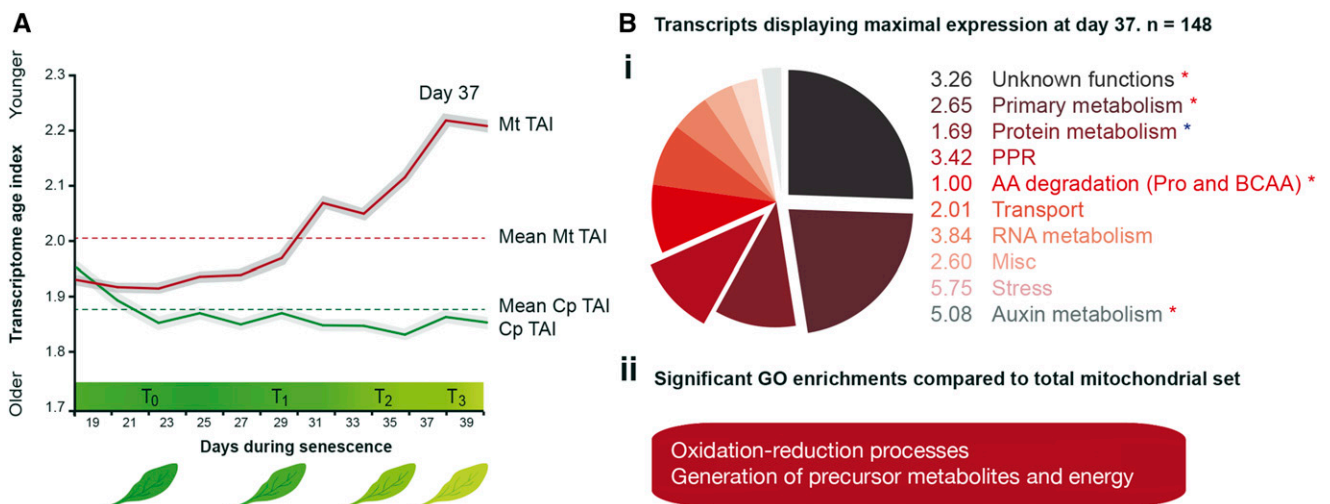 A
Younger
Transcriptome age index
Older
2.3
2.2
2.1
2.0
1.9
1.8
1.7
Day 37
Mt TAI
Mean Mt TAI
Mean Cp TAI
Cp TAI
T0 T1 T2 T3
19 21 23 25 27 29 31 33 35 37 39
Days during senescence
B Transcripts displaying maximal expression at day 37. n = 148
i
3.26 Unknown functions *
2.65 Primary metabolism *
1.69 Protein metabolism *
3.42 PPR
1.00 AA degradation (Pro and BCAA) *
2.01 Transport
3.84 RNA metabolism
2.60 Misc
5.75 Stress
5.08 Auxin metabolism *
ii Significant GO enrichments compared to total mitochondrial set
Oxidation-reduction processes
Generation of precursor metabolites and energy